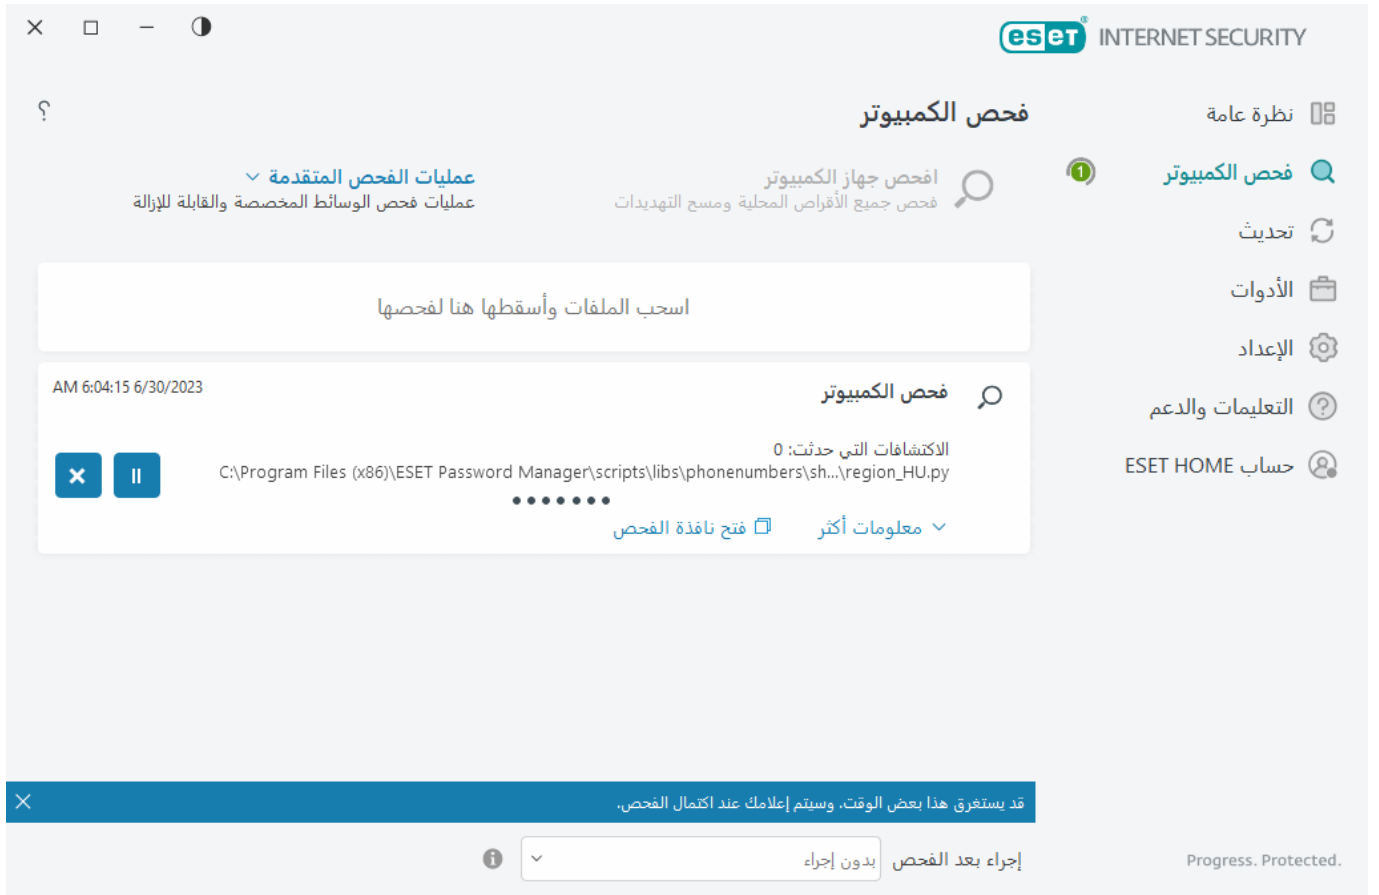 eset® INTERNET SECURITY
نظرة عامة
فحص الكمبيوتر
1
تحديث
الأدوات
الإعداد
التعليمات والدعم
حساب ESET HOME
Progress. Protected.
فحص الكمبيوتر
؟
افحص جهاز الكمبيوتر
فحص جميع الأقراص المحلية ومسح التهديدات
عمليات الفحص المتقدمة
عمليات فحص الوسائط المخصصة والقابلة للإزالة
اسحب الملفات وأسقطها هنا لفحصها
فحص الكمبيوتر
AM 6:04:15 6/30/2023
الاكتشافات التي حدثت: 0
C:\Program Files (x86)\ESET Password Manager\scripts\libs\phonenumbers\sh...\region_HU.py
معلومات أكثر
فتح نافذة الفحص
قد يستغرق هذا بعض الوقت. وسيتم إعلامك عند اكتمال الفحص.
إجراء بعد الفحص
بدون إجراء